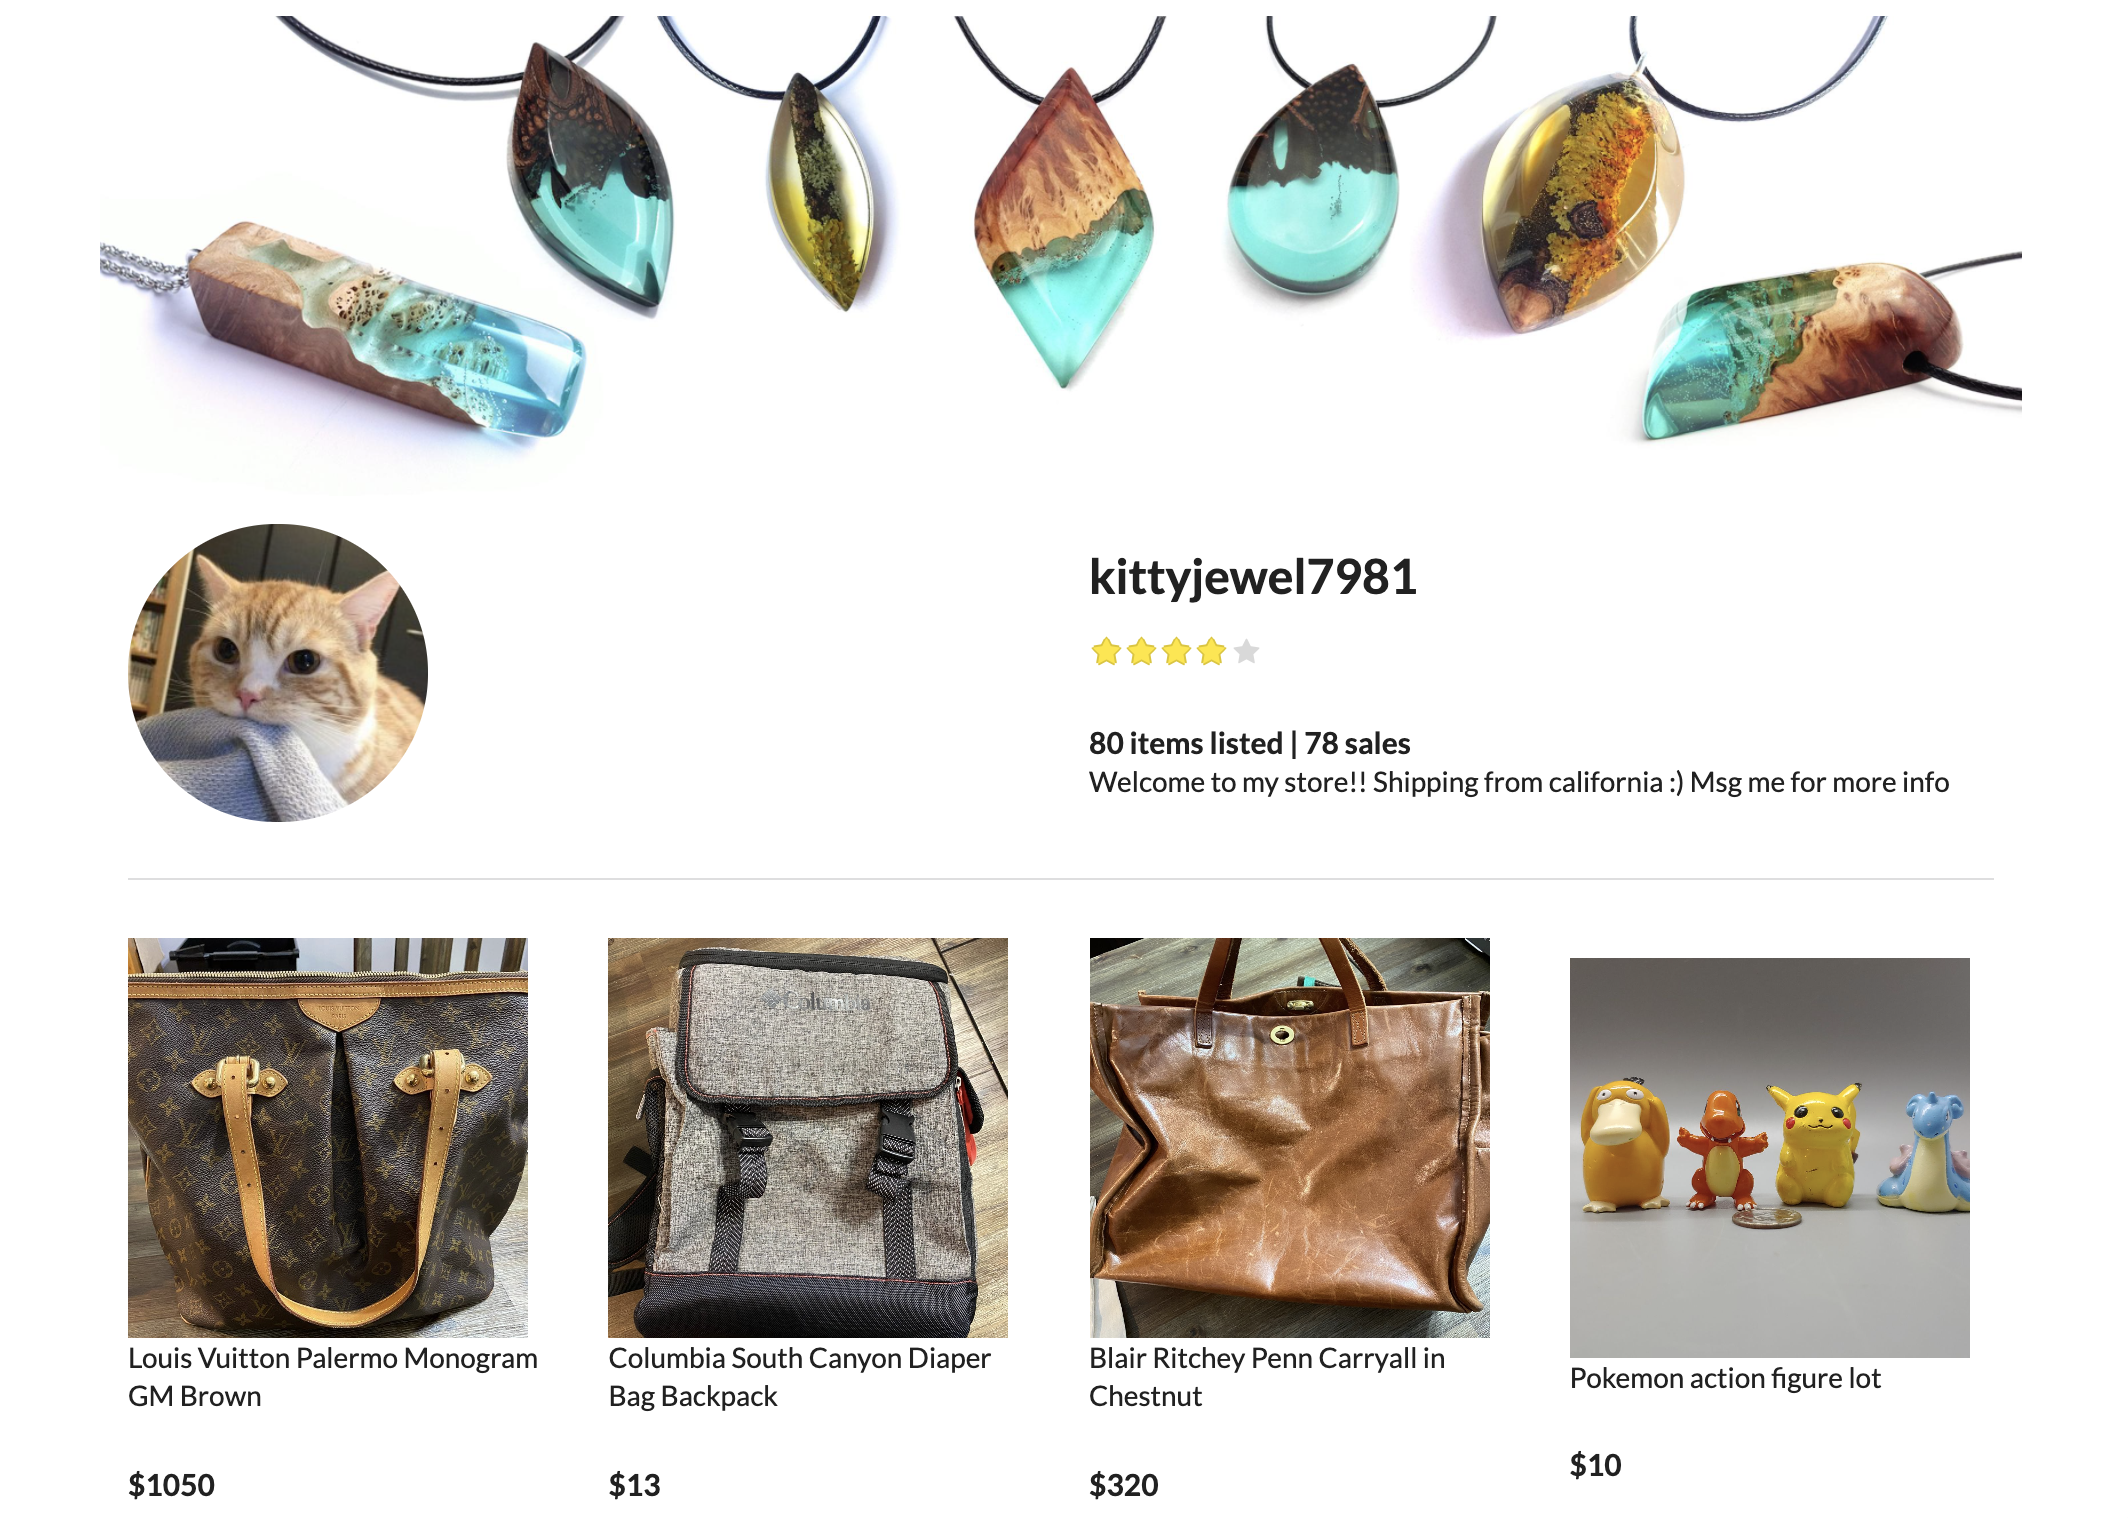 kittyjewel7981
80 items listed | 78 sales
Welcome to my store!! Shipping from california :) Msg me for more info
Columbia
Louis Vuitton Palermo Monogram
GM Brown
$1050
Columbia South Canyon Diaper
Bag Backpack
$13
Blair Ritchey Penn Carryall in
Chestnut
$320
Pokemon action figure lot
$10